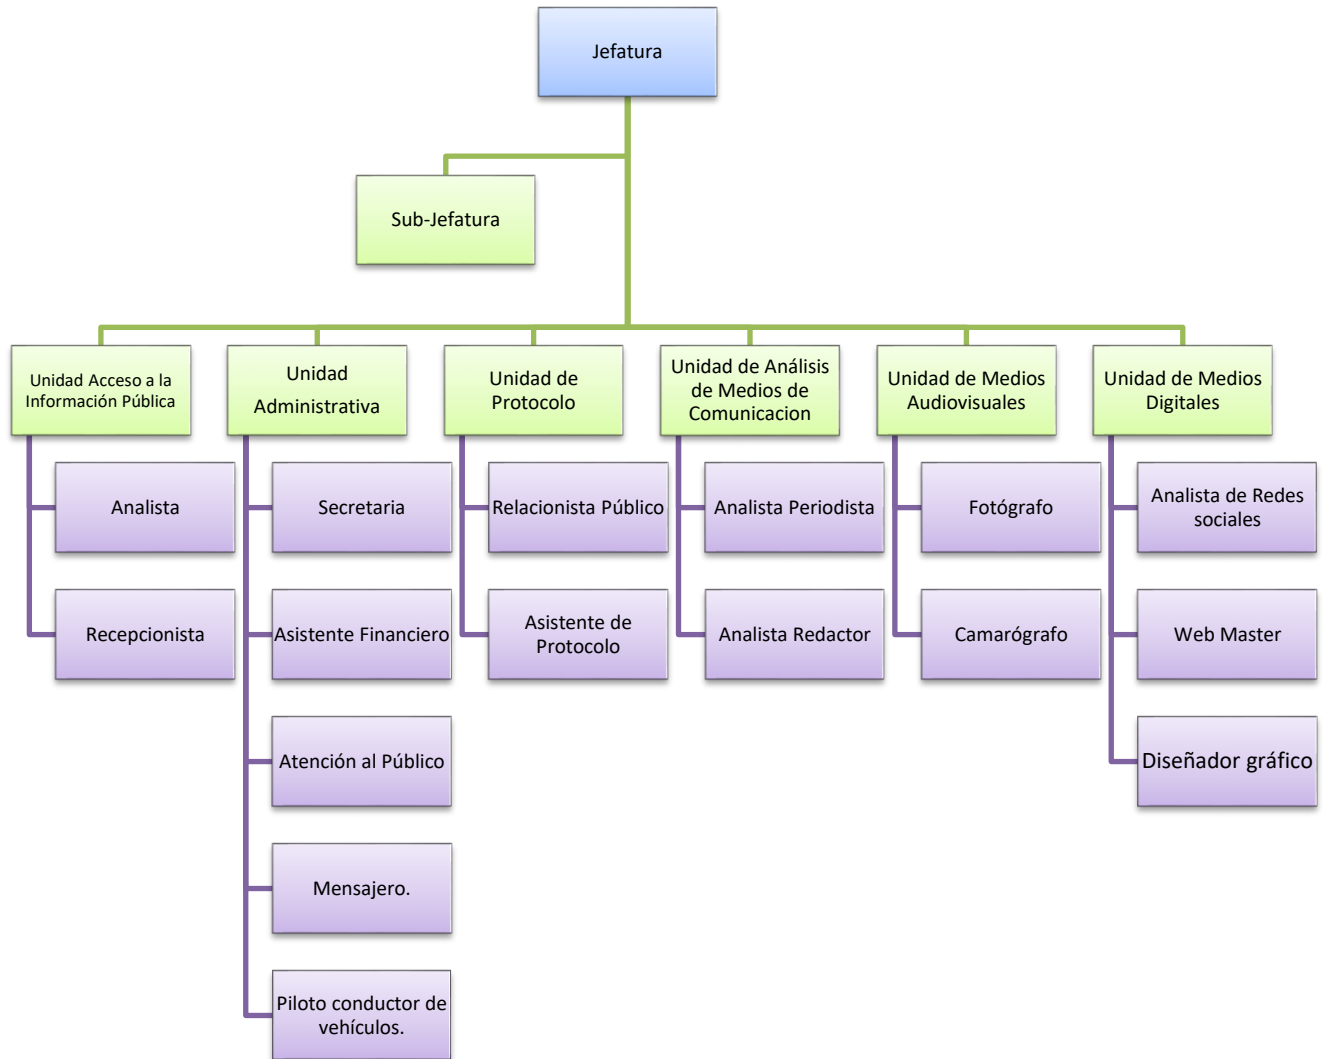 Jefatura
Sub-Jefatura
Unidad Acceso a la
Información Pública
Analista
Recepcionista
Unidad
Administrativa
Secretaria
Asistente Financiero
Atención al Público
Mensajero.
Piloto conductor de
vehículos.
Unidad de
Protocolo
Relacionista Público
Asistente de
Protocolo
Unidad de Análisis
de Medios de
Comunicacion
Analista Periodista
Analista Redactor
Unidad de Medios
Audiovisuales
Fotógrafo
Camarógrafo
Unidad de Medios
Digitales
Analista de Redes
sociales
Web Master
Diseñador gráfico